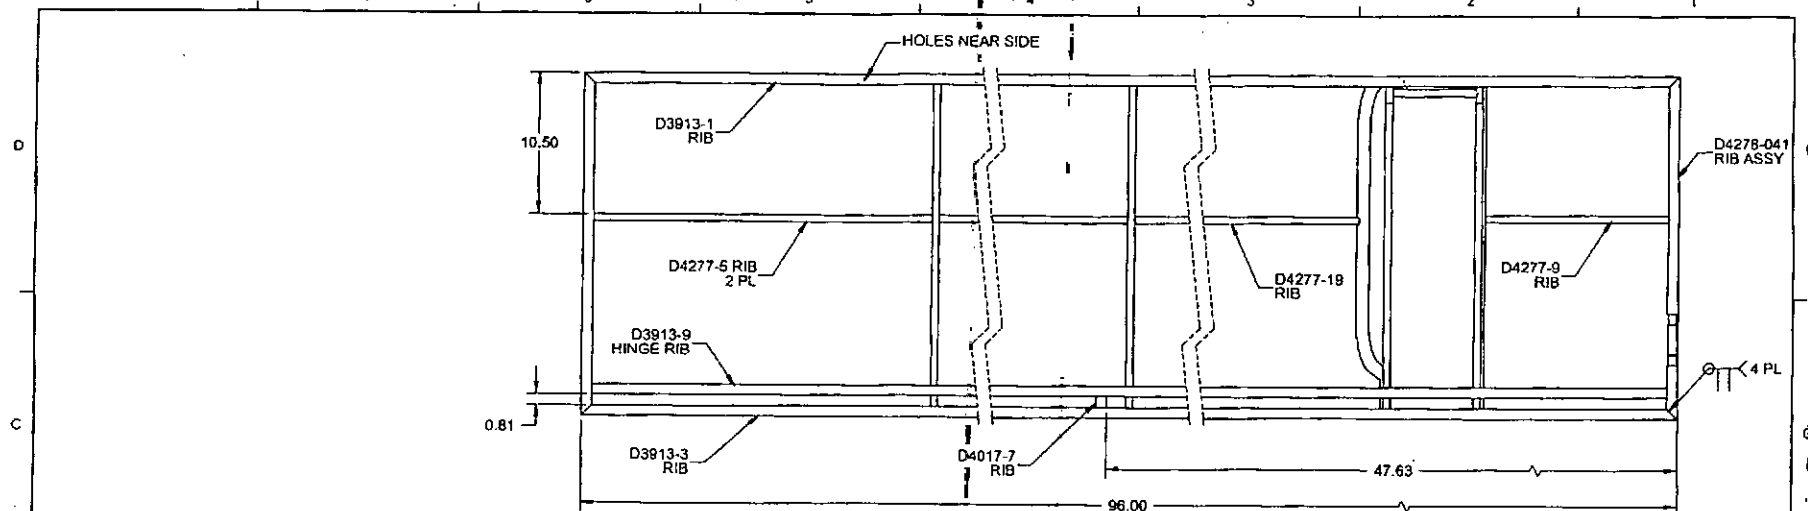 3
2
HOLES NEAR SIDE
D3913-1
RIB
10.50
D
D4278-041
RIB ASSY
D4277-5 RIB
2 PL
D4277-19
RIB
D4277-9
RIB
D3913-9
HINGE RIB
4 PL
C
0.81
D3913-3
RIB
D4017-7
RIB
47.63
96.00